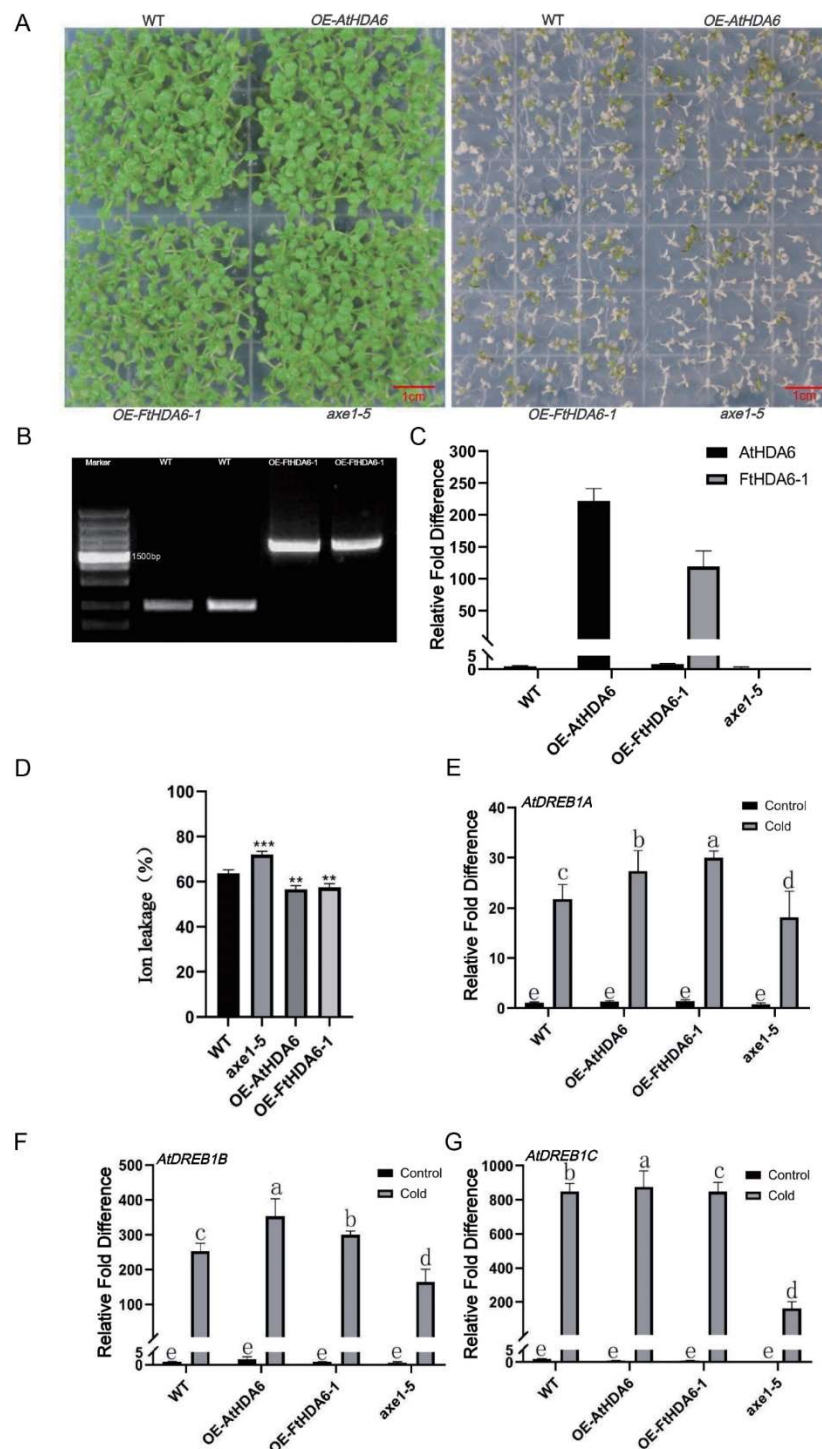 A
WT
OE-AtHDA6
WT
OE-AtHDA6
1cm
1cm
OE-FtHDA6-1
axe1-5
OE-FtHDA6-1
axe1-5
B
Marker
WT
WT
OE-FtHDA6-1
OE-FtHDA6-1
1500bp
C
Relative Fold Difference
300
250
200
150
100
50
5
0
AtHDA6
FtHDA6-1
WT
OE-AtHDA6
OE-FtHDA6-1
axe1-5
D
Ion leakage (%)
100
80
60
40
20
0
***
**
**
WT
axe1-5
OE-AtHDA6
OE-FtHDA6-1
E
AtDREB1A
Relative Fold Difference
40
30
20
10
0
Control
Cold
e
c
e
b
e
a
e
d
WT
OE-AtHDA6
OE-FtHDA6-1
axe1-5
F
AtDREB1B
Relative Fold Difference
500
400
300
200
100
5
0
Control
Cold
e
c
e
a
e
b
e
d
WT
OE-AtHDA6
OE-FtHDA6-1
axe1-5
G
AtDREB1C
Relative Fold Difference
1000
800
600
400
200
5
0
Control
Cold
e
b
e
a
e
c
e
d
WT
OE-AtHDA6
OE-FtHDA6-1
axe1-5